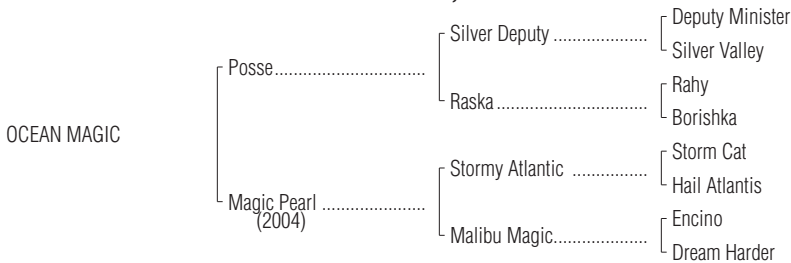 Deputy Minister
Silver Deputy ....................
Silver Valley
Posse................................
Rahy
Raska ................................
Borishka
OCEAN MAGIC
Storm Cat
Stormy Atlantic ................
Hail Atlantis
Magic Pearl ......................
(2004)
Encino
Malibu Magic....................
Dream Harder